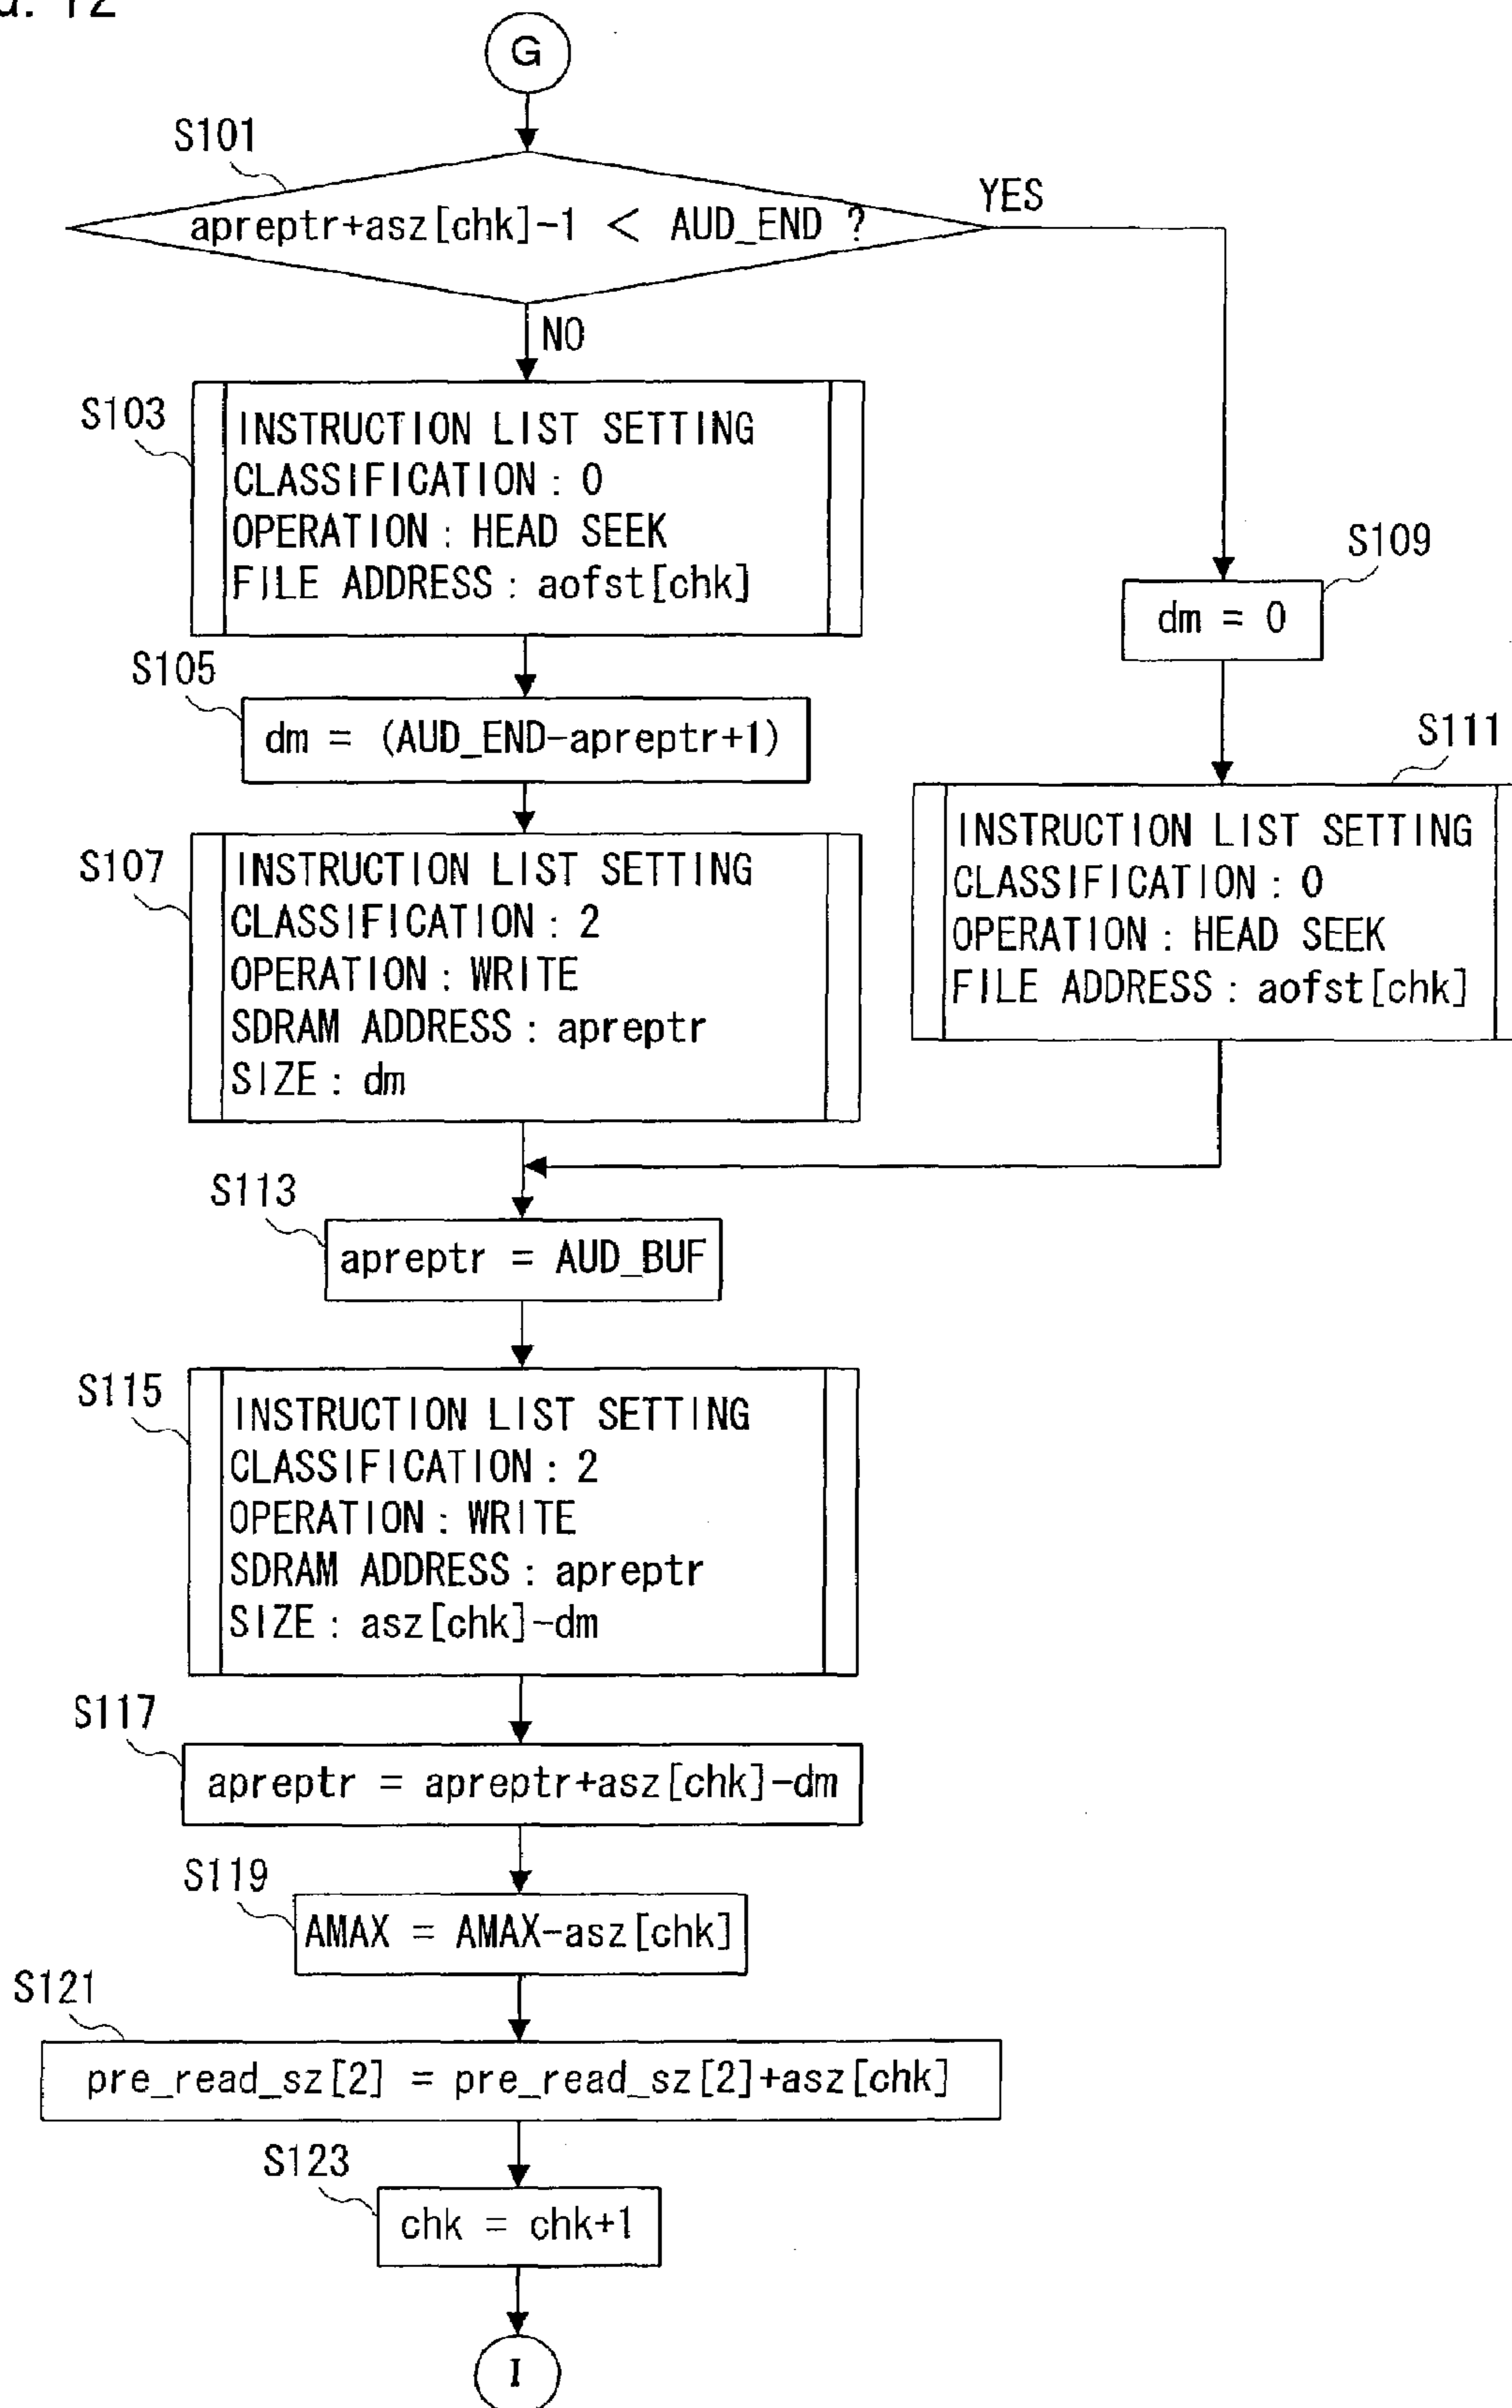 G
S101
apreptr+asz[chk]-1 < AUD_END ?
YES
NO
S103
INSTRUCTION LIST SETTING
CLASSIFICATION : 0
OPERATION : HEAD SEEK
FILE ADDRESS : aofst[chk]
S105
dm = (AUD_END-apreptr+1)
S107
INSTRUCTION LIST SETTING
CLASSIFICATION : 2
OPERATION : WRITE
SDRAM ADDRESS : apreptr
SIZE : dm
S109
dm = 0
S111
INSTRUCTION LIST SETTING
CLASSIFICATION : 0
OPERATION : HEAD SEEK
FILE ADDRESS : aofst[chk]
S113
apreptr = AUD_BUF
S115
INSTRUCTION LIST SETTING
CLASSIFICATION : 2
OPERATION : WRITE
SDRAM ADDRESS : apreptr
SIZE : asz[chk]-dm
S117
apreptr = apreptr+asz[chk]-dm
S119
AMAX = AMAX-asz[chk]
S121
pre_read_sz[2] = pre_read_sz[2]+asz[chk]
S123
chk = chk+1
I